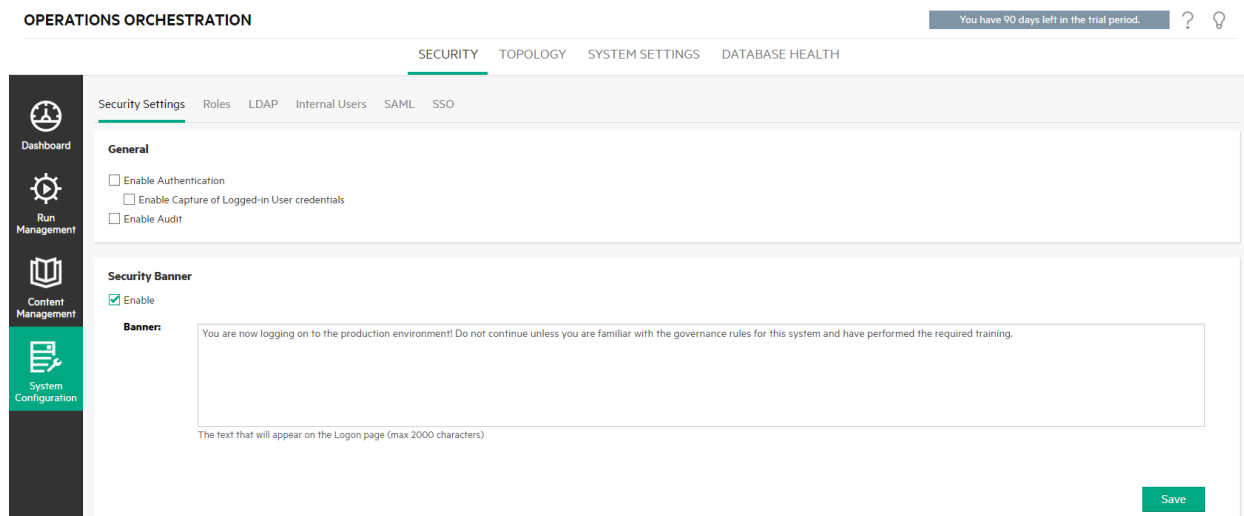 OPERATIONS ORCHESTRATION
You have 90 days left in the trial period.
?
SECURITY TOPOLOGY SYSTEM SETTINGS DATABASE HEALTH
Security Settings Roles LDAP Internal Users SAML SSO
Dashboard
Run
Management
Content
Management
System
Configuration
General
Enable Authentication
Enable Capture of Logged-in User credentials
Enable Audit
Security Banner
Enable
Banner:
You are now logging on to the production environment! Do not continue unless you are familiar with the governance rules for this system and have performed the required training.
The text that will appear on the Logon page (max 2000 characters)
Save